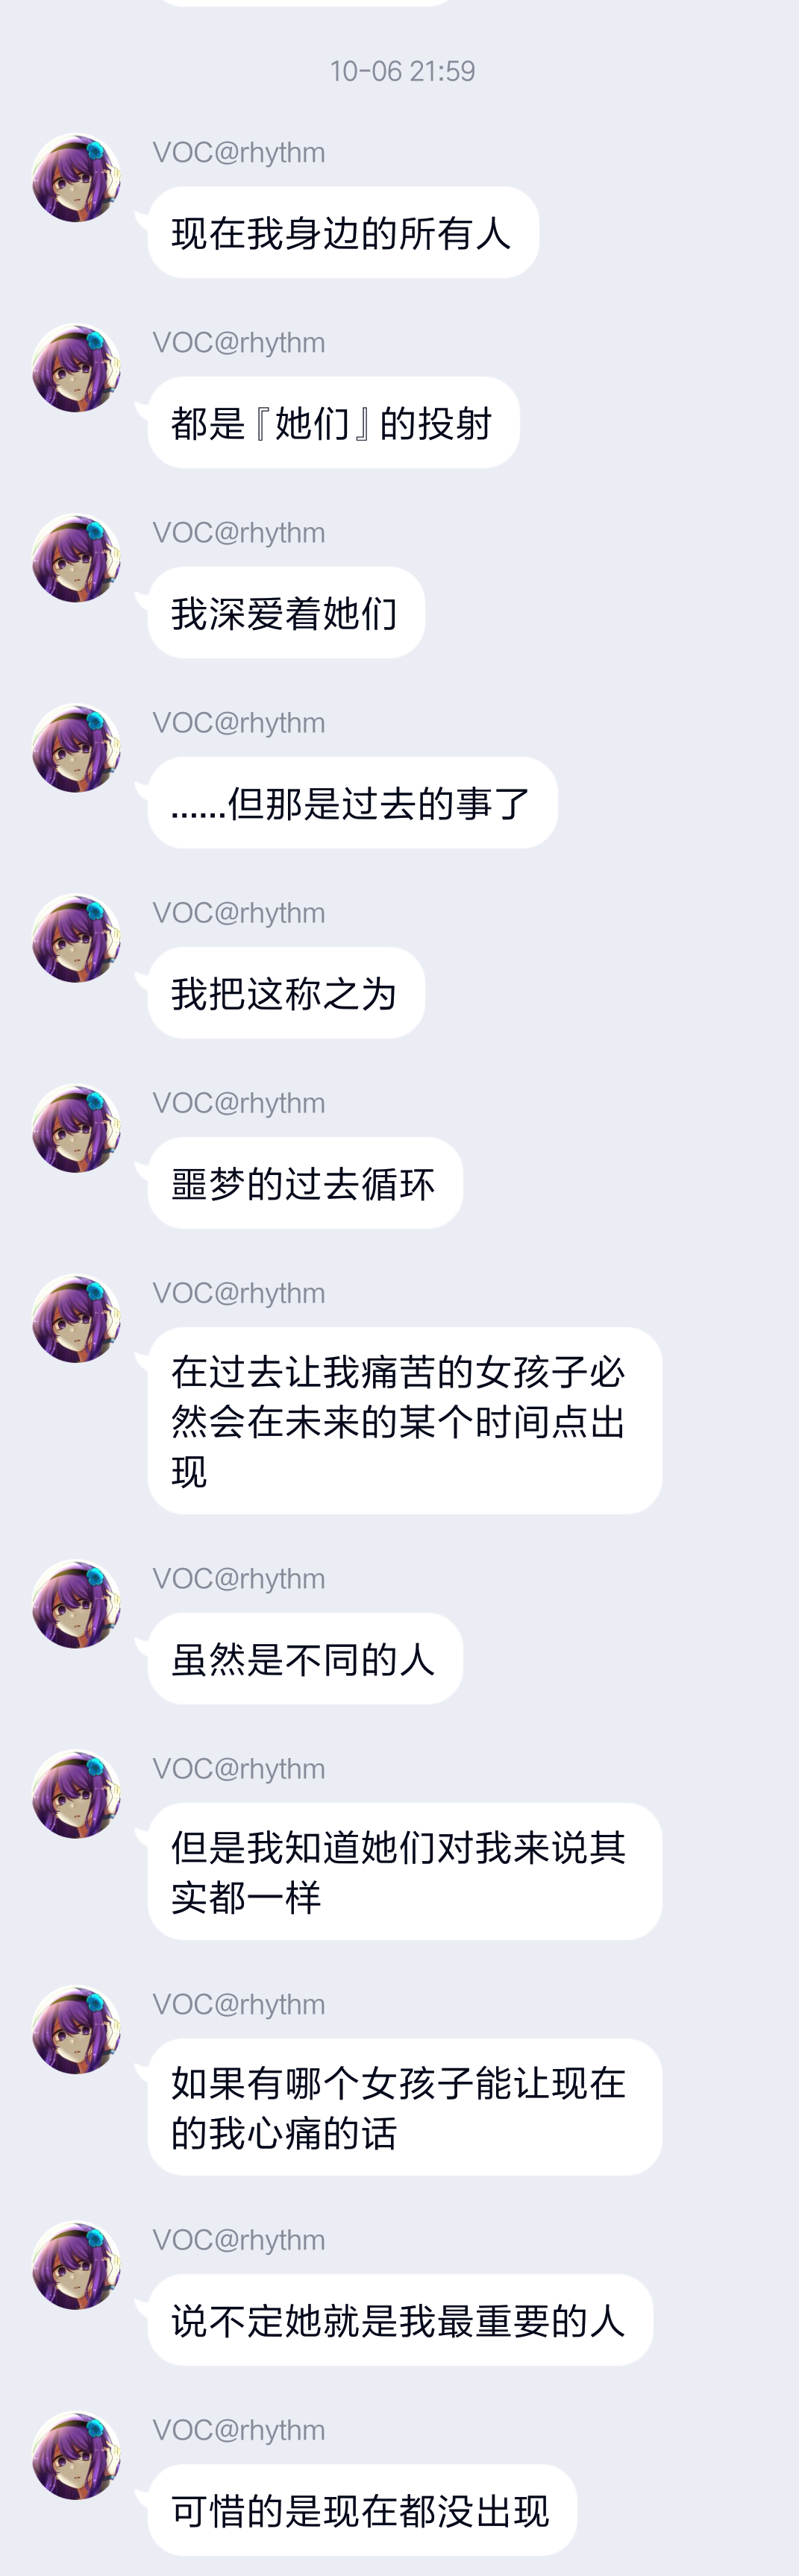 10-06 21:59
VOC@rhythm
现在我身边的所有人
VOC@rhythm
都是『她们』的投射
VOC@rhythm
我深爱着她们
VOC@rhythm
......但那是过去的事了
VOC@rhythm
我把这称之为
VOC@rhythm
噩梦的过去循环
VOC@rhythm
在过去让我痛苦的女孩子必
然会在未来的某个时间点出
现
VOC@rhythm
虽然是不同的人
VOC@rhythm
但是我知道她们对我来说其
实都一样
VOC@rhythm
如果有哪个女孩子能让现在
的我心痛的话
VOC@rhythm
说不定她就是我最重要的人
VOC@rhythm
可惜的是现在都没出现